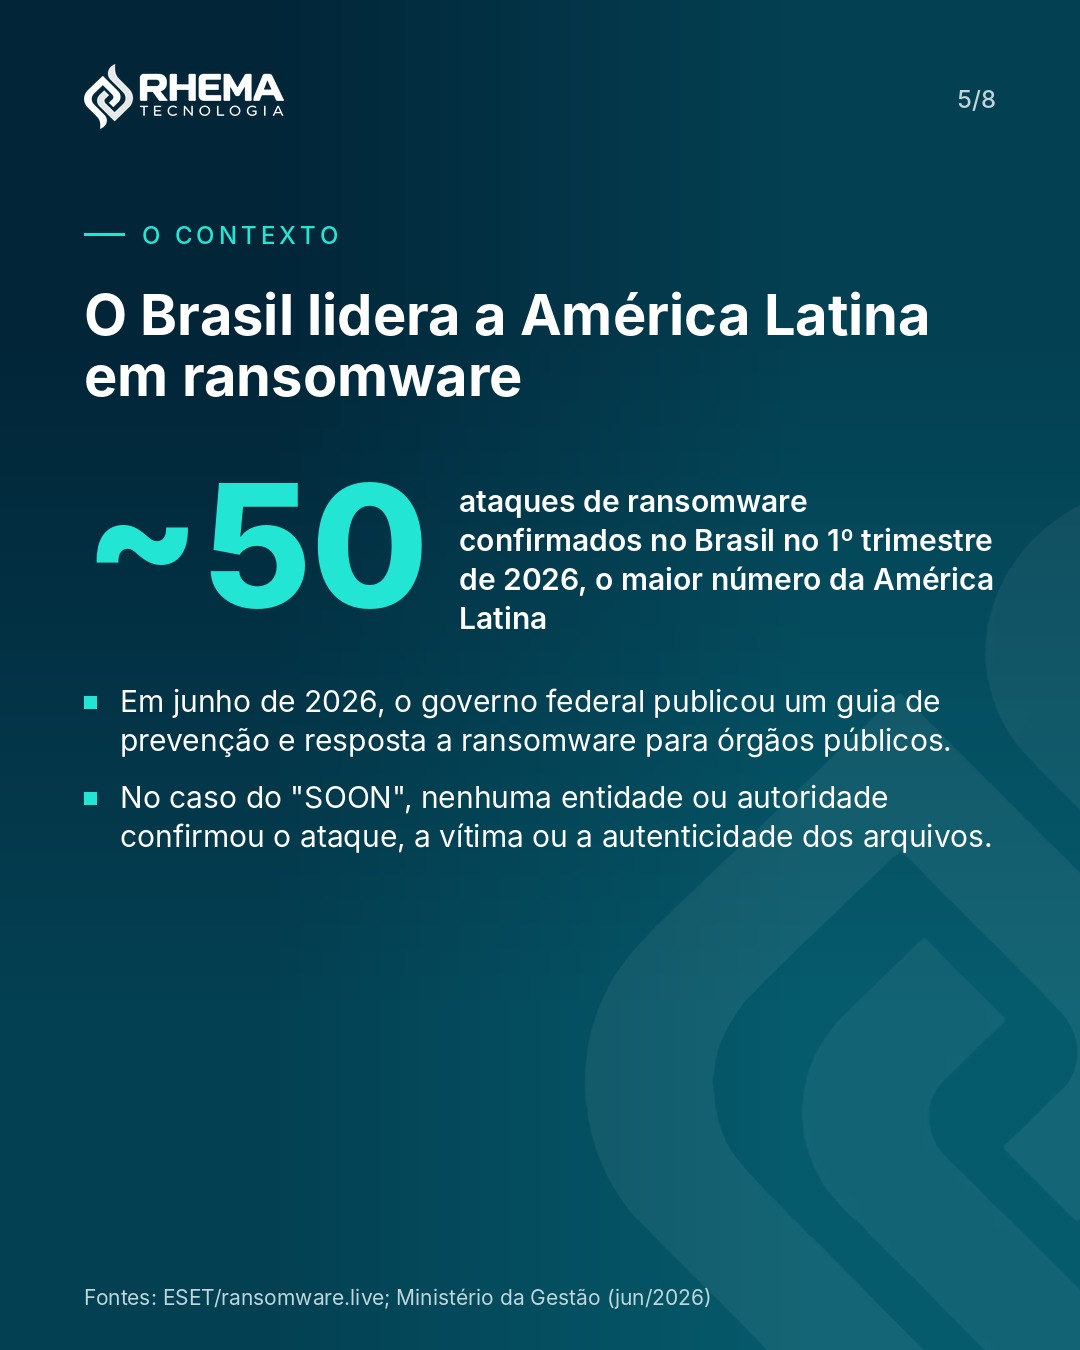 RHEMA
TECNOLOGIA
5/8
O CONTEXTO
O Brasil lidera a América Latina
em ransomware
~50
ataques de ransomware
confirmados no Brasil no 1º trimestre
de 2026, o maior número da América
Latina
Em junho de 2026, o governo federal publicou um guia de
prevenção e resposta a ransomware para órgãos públicos.
No caso do "SOON", nenhuma entidade ou autoridade
confirmou o ataque, a vítima ou a autenticidade dos arquivos.
Fontes: ESET/ransomware.live; Ministério da Gestão (jun/2026)